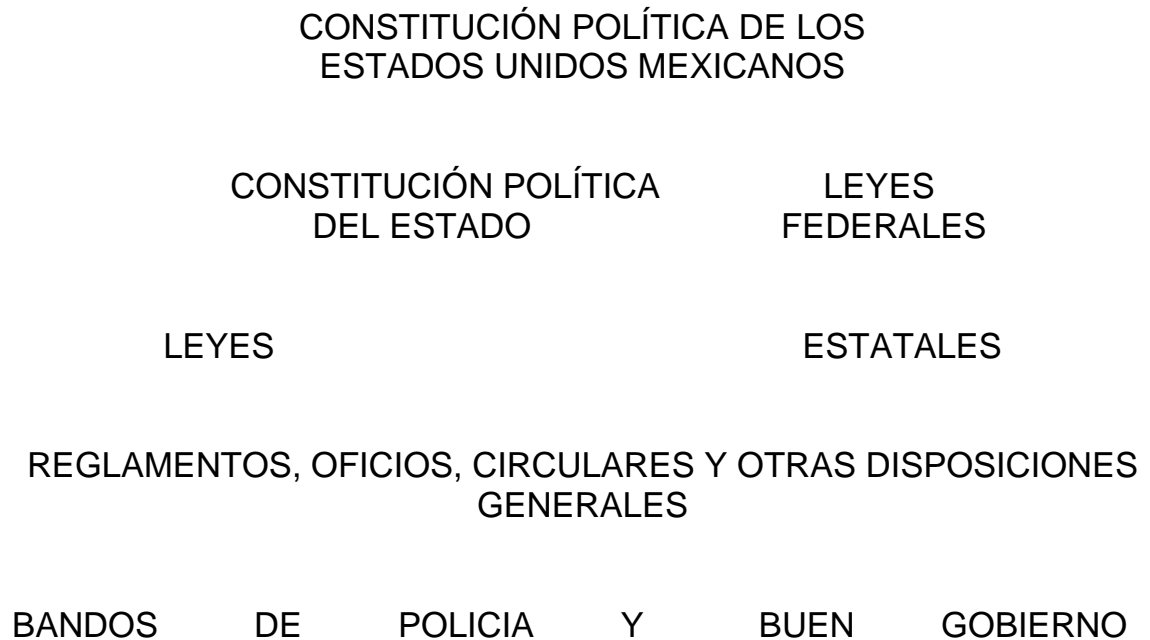 CONSTITUCIÓN POLÍTICA DE LOS
ESTADOS UNIDOS MEXICANOS
CONSTITUCIÓN POLÍTICA LEYES
DEL ESTADO FEDERALES
LEYES ESTATALES
REGLAMENTOS, OFICIOS, CIRCULARES Y OTRAS DISPOSICIONES
GENERALES
BANDOS DE POLICIA Y BUEN GOBIERNO